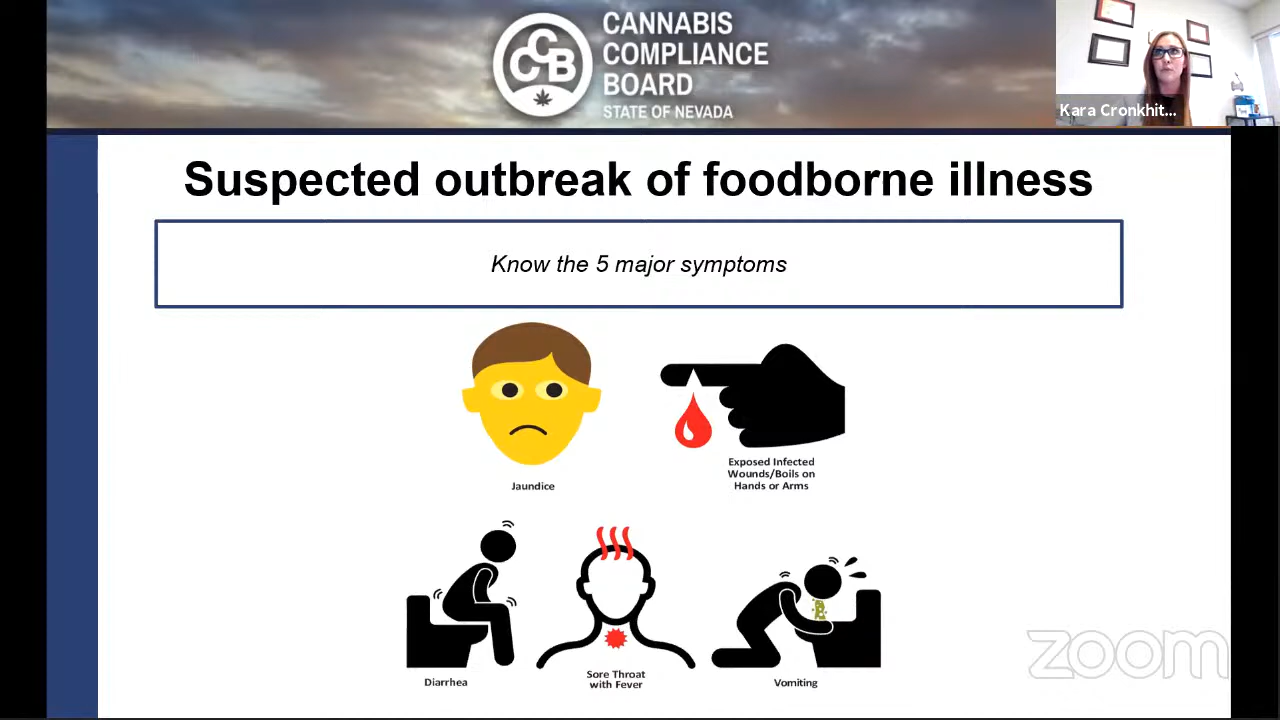 CCB
CANNABIS
COMPLIANCE
BOARD
STATE OF NEVADA
Kara Cronkhit...
Suspected outbreak of foodborne illness
Know the 5 major symptoms
Jaundice
Exposed Infected
Wounds/Boils on
Hands or Arms
Diarrhea
Sore Throat
with Fever
Vomiting
zoom